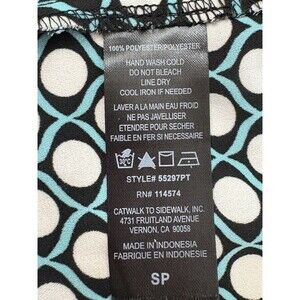 100% POLYESTER/POLYESTER
HAND WASH COLD
DO NOT BLEACH
LINE DRY
COOL IRON IF NEEDED
LAVER A LA MAIN EAU FROID
NE PAS JAVELLISER
ETENDRE POUR SECHER
FAIBLE EN FER SI NECESSAIRE
30°C
STYLE# 55297PT
RN# 114574
CATWALK TO SIDEWALK, INC.
4731 FRUITLAND AVENUE
VERNON, CA 90058
MADE IN INDONESIA
FABRIQUE EN INDONESIE
SP